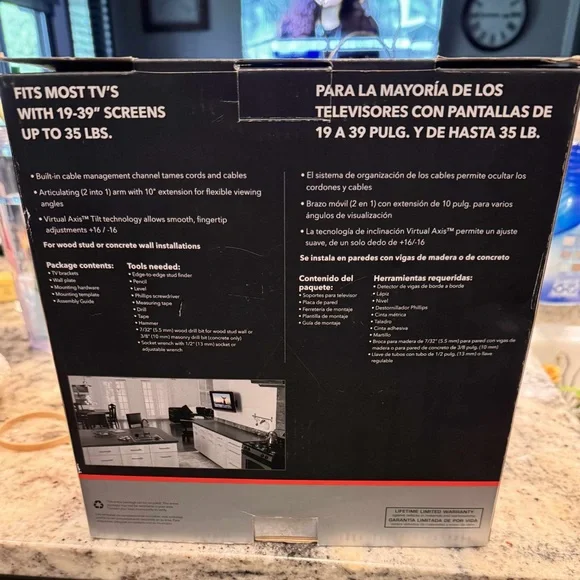 FITS MOST TV'S
WITH 19-39" SCREENS
UP TO 35 LBS.
• Built-in cable management channel tames cords and cables
• Articulating (2 into 1) arm with 10" extension for flexible viewing
angles
• Virtual Axis™ Tilt technology allows smooth, fingertip
adjustments +16 / -16
For wood stud or concrete wall installations
Package contents:
• TV brackets
• Wall plate
• Mounting hardware
• Mounting template
• Assembly Guide
Tools needed:
• Edge-to-edge stud finder
• Pencil
• Level
• Phillips screwdriver
• Measuring tape
• Drill
• Tape
• Hammer
• 7/32" (5.5 mm) wood drill bit for wood stud wall or
3/8" (10 mm) masonry drill bit (concrete only)
• Socket wrench with 1/2" (13 mm) socket or
adjustable wrench
PARA LA MAYORÍA DE LOS
TELEVISORES CON PANTALLAS DE
19 A 39 PULG. Y DE HASTA 35 LB.
• El sistema de organización de los cables permite ocultar los
cordones y cables
• Brazo móvil (2 en 1) con extensión de 10 pulg. para varios
ángulos de visualización
• La tecnología de inclinación Virtual Axis™ permite un ajuste
suave, de un solo dedo de +16/-16
Se instala en paredes con vigas de madera o de concreto
Contenido del
paquete:
• Soportes para televisor
• Placa de pared
• Ferretería de montaje
• Plantilla de montaje
• Guía de montaje
Herramientas requeridas:
• Detector de vigas de borde a borde
• Lápiz
• Nivel
• Destornillador Phillips
• Cinta métrica
• Taladro
• Cinta adhesiva
• Martillo
• Broca para madera de 7/32" (5.5 mm) para pared con vigas de
madera o para pared de concreto de 3/8 pulg. (10 mm)
• Llave de tubos con tubo de 1/2 pulg. (13 mm) o llave
regulable
LIFETIME LIMITED WARRANTY
GARANTÍA LIMITADA DE POR VIDA